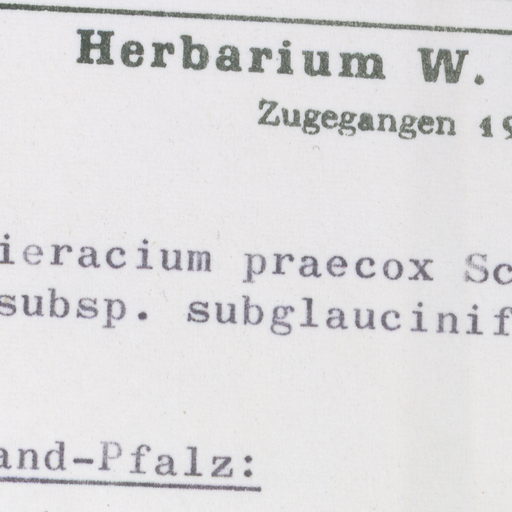 Herbarium W.
Zugegangen 19
ieracium praecox Sc
subsp. subglaucinif
and-Pfalz: